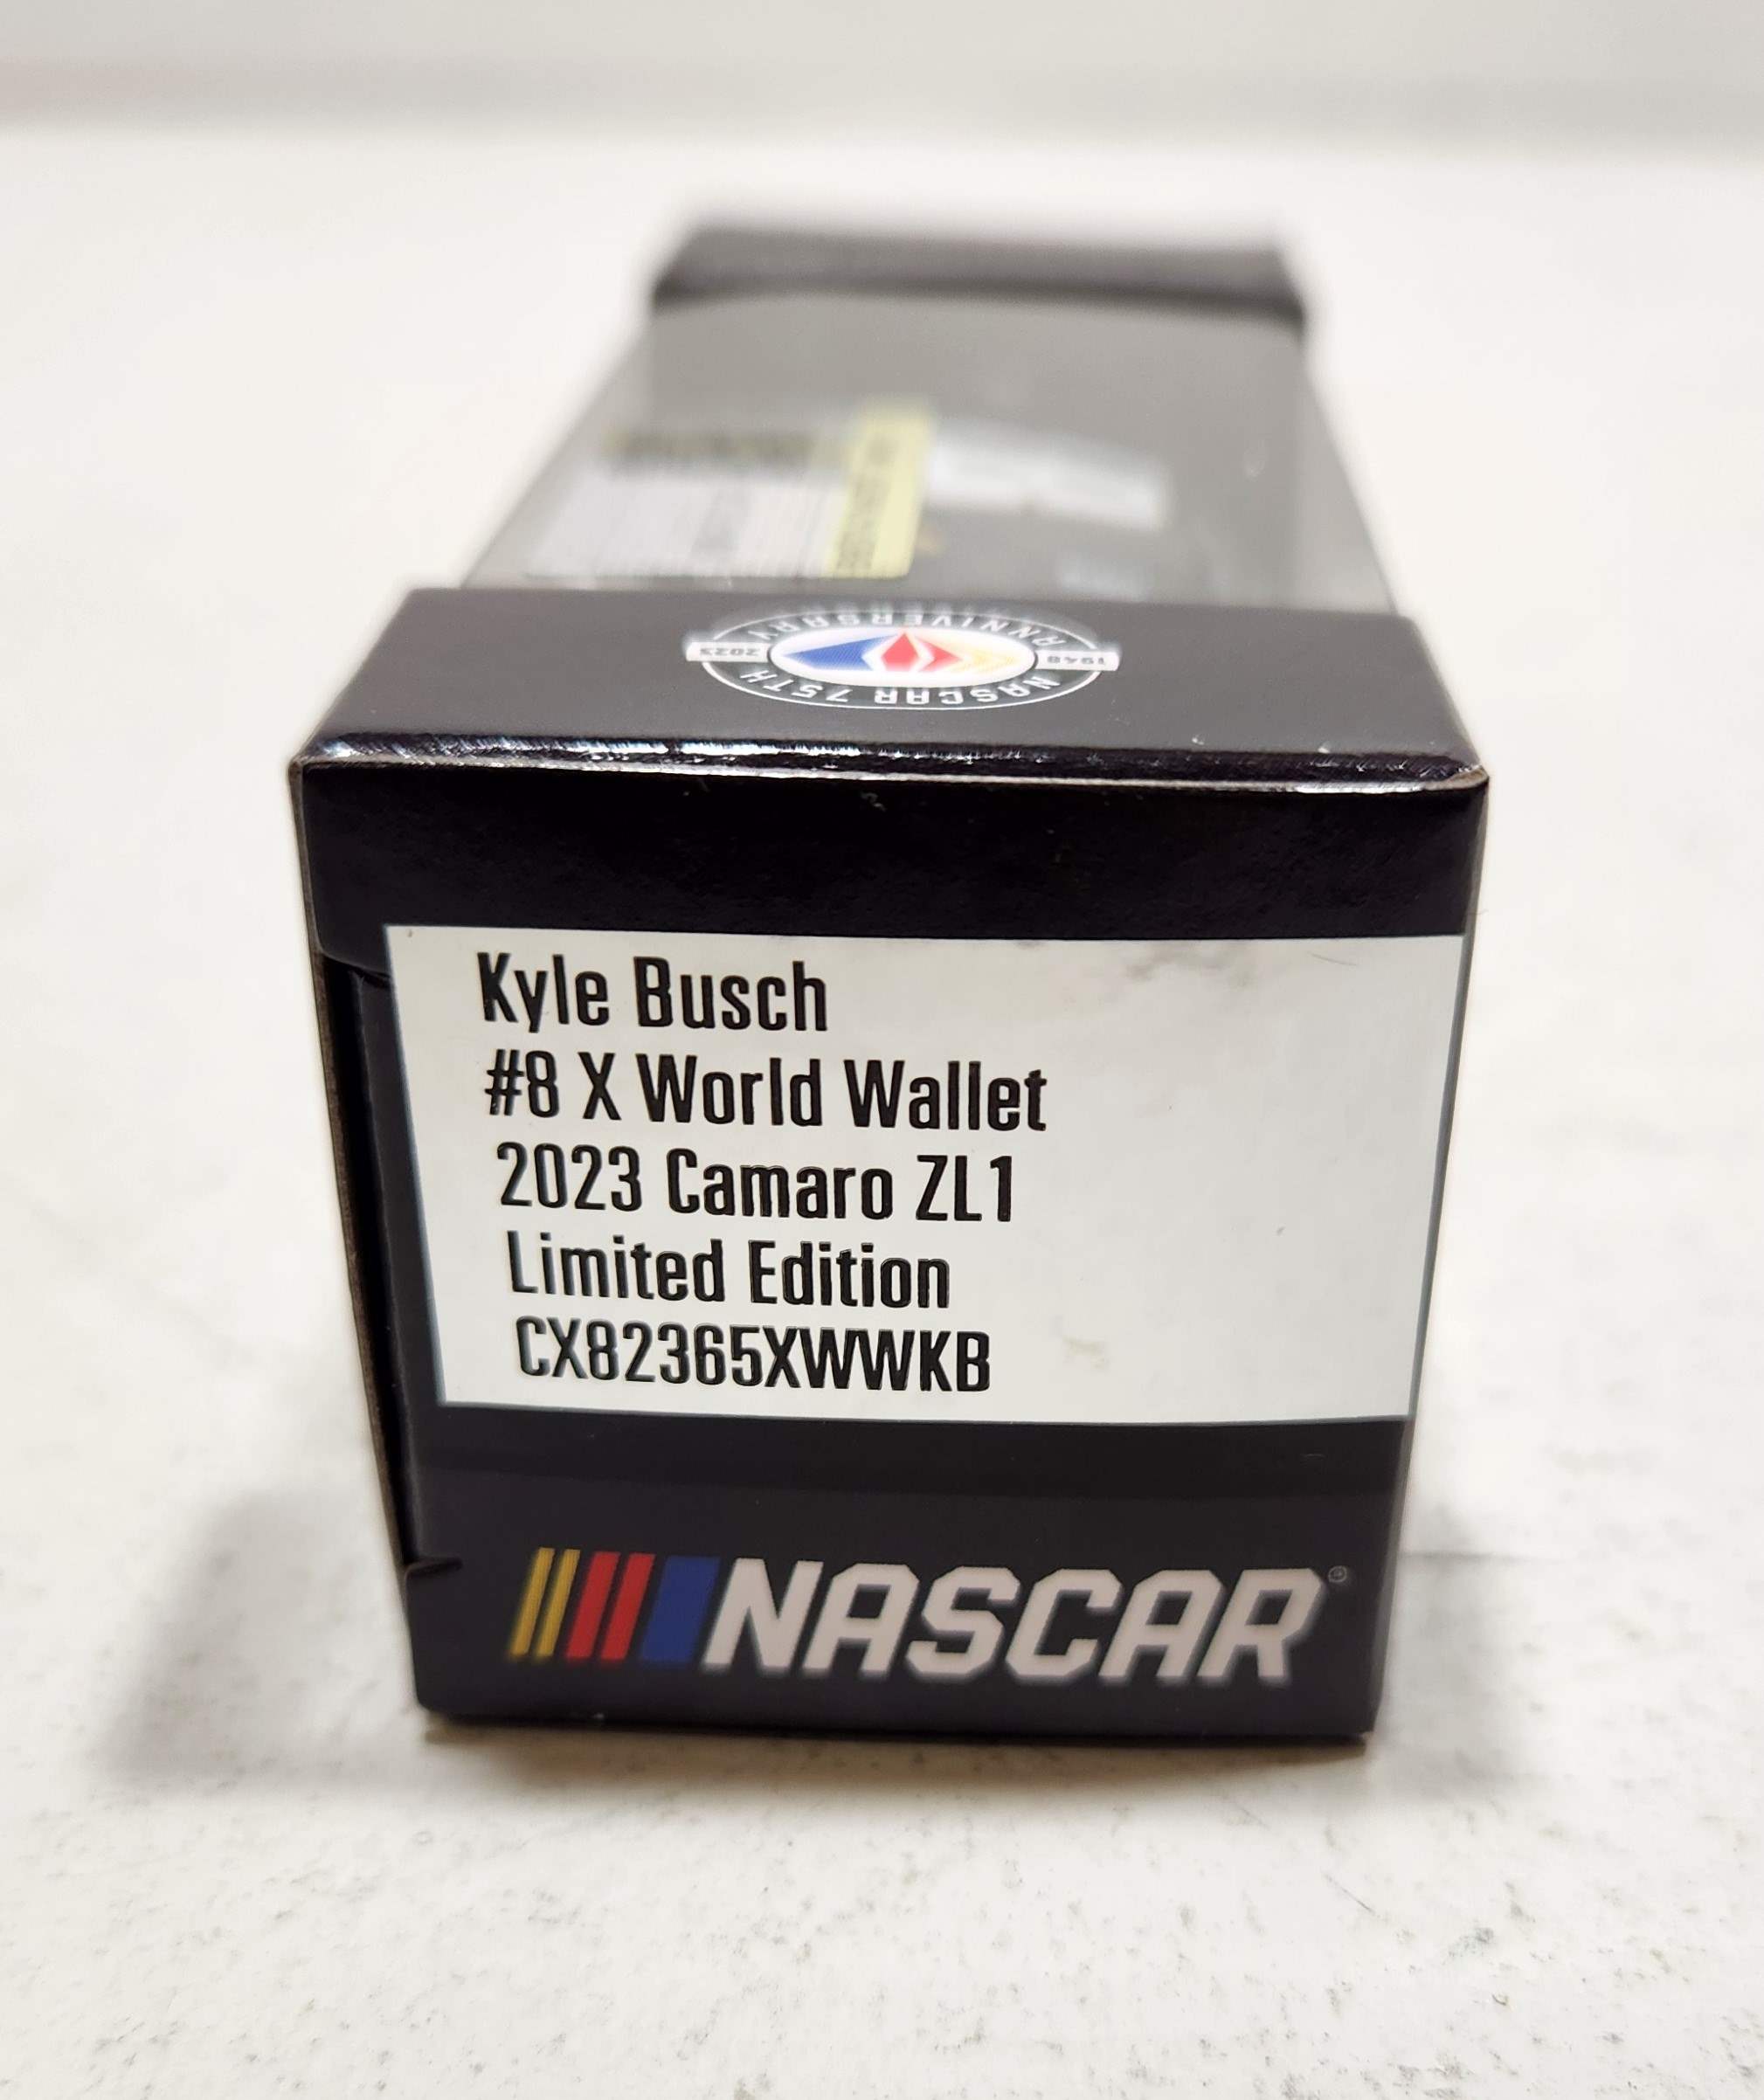 NASCAR 75TH
ANNIVERSARY
1948
2023
Kyle Busch
#8 X World Wallet
2023 Camaro ZL1
Limited Edition
CX82365XWWKB
NASCAR®